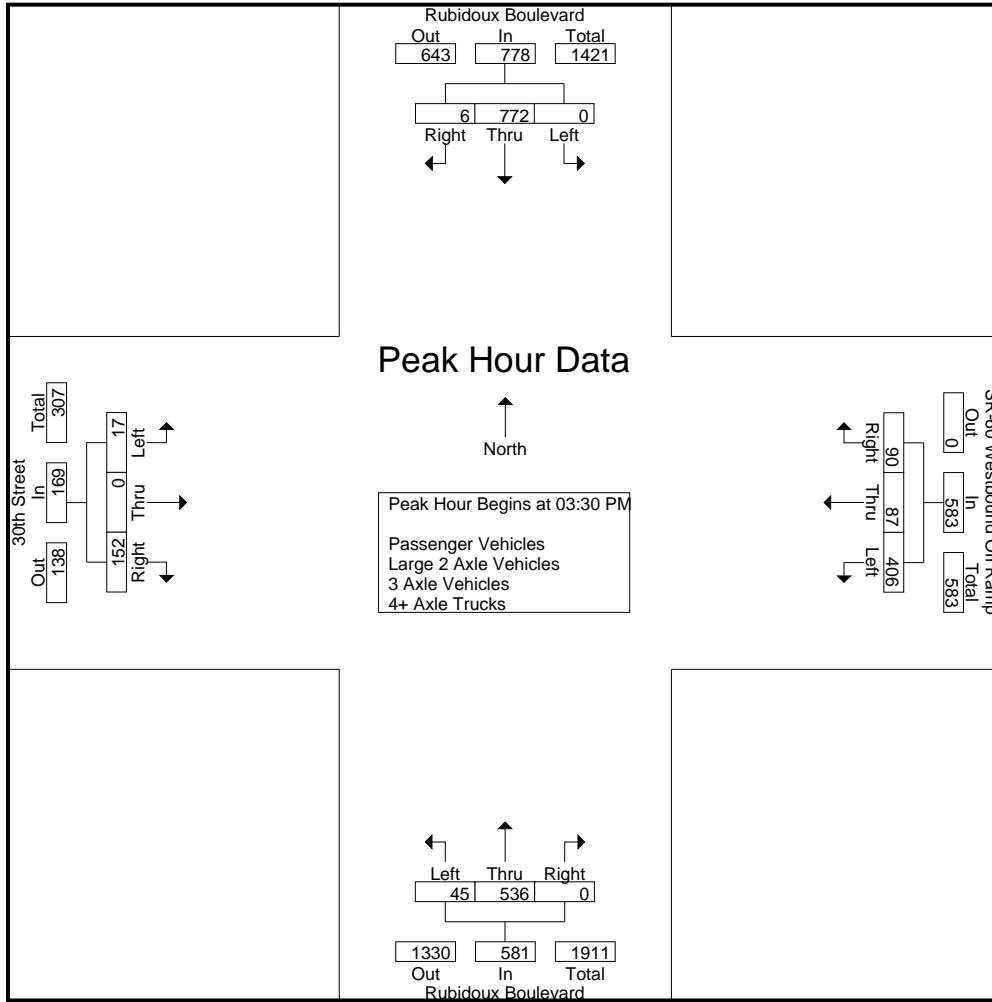 Rubidoux Boulevard
Out In Total
643 778 1421
6 772 0
Right Thru Left
Peak Hour Data
North
Peak Hour Begins at 03:30 PM
Passenger Vehicles
Large 2 Axle Vehicles
3 Axle Vehicles
4+ Axle Trucks
30th Street
Total In Out
307 169 138
17 0 152
Left Thru Right
Out In Total
0 583 583
90 87 406
Right Thru Left
Left Thru Right
45 536 0
1330 581 1911
Out In Total
Rubidoux Boulevard